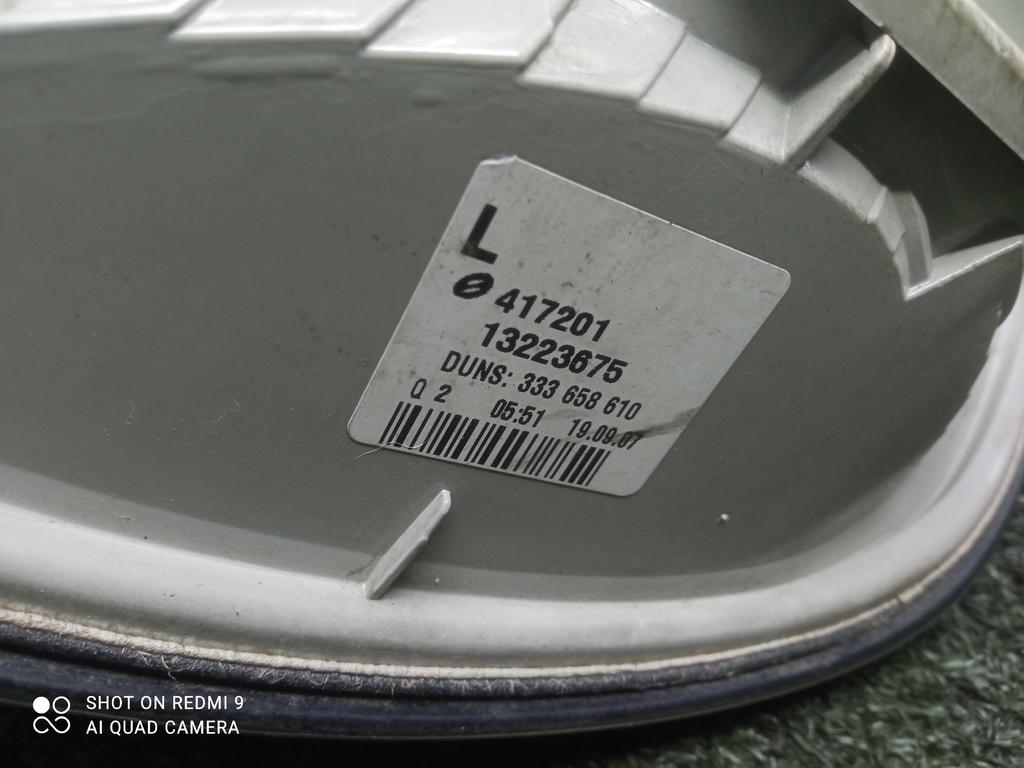 L
Ø 417201
13223675
DUNS: 333 658 610
Q 2 05:51 19.09.07
SHOT ON REDMI 9
AI QUAD CAMERA